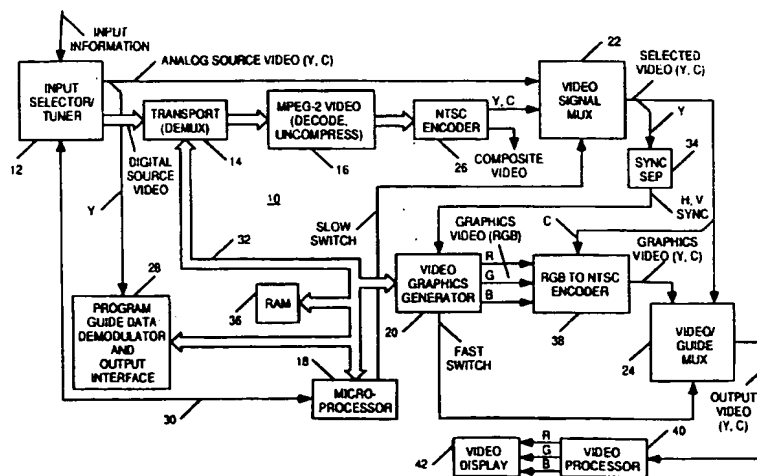 INPUT
INFORMATION
INPUT
SELECTOR/
TUNER
12
ANALOG SOURCE VIDEO (Y, C)
TRANSPORT
(DEMUX)
14
DIGITAL
SOURCE
VIDEO
Y
MPEG-2 VIDEO
(DECODE,
UNCOMPRESS)
16
NTSC
ENCODER
26
Y, C
COMPOSITE
VIDEO
22
VIDEO
SIGNAL
MUX
SELECTED
VIDEO (Y, C)
Y
34
SYNC
SEP
H, V
SYNC
10
SLOW
SWITCH
32
GRAPHICS
VIDEO (RGB)
C
28
PROGRAM
GUIDE DATA
DEMODULATOR
AND
OUTPUT
INTERFACE
36
RAM
VIDEO
GRAPHICS
GENERATOR
20
R
G
B
RGB TO NTSC
ENCODER
38
GRAPHICS
VIDEO (Y, C)
FAST
SWITCH
18
MICRO-
PROCESSOR
30
VIDEO/
GUIDE
MUX
24
OUTPUT
VIDEO
(Y, C)
42
VIDEO
DISPLAY
R
G
B
VIDEO
PROCESSOR
40